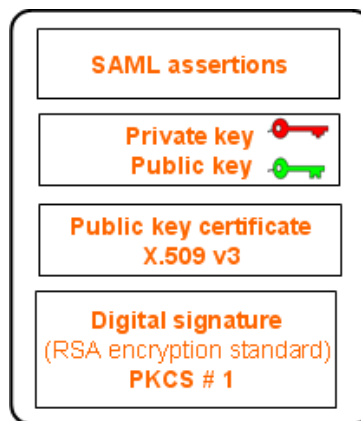 SAML assertions
Private key
Public key
Public key certificate
X.509 v3
Digital signature
(RSA encryption standard)
PKCS # 1